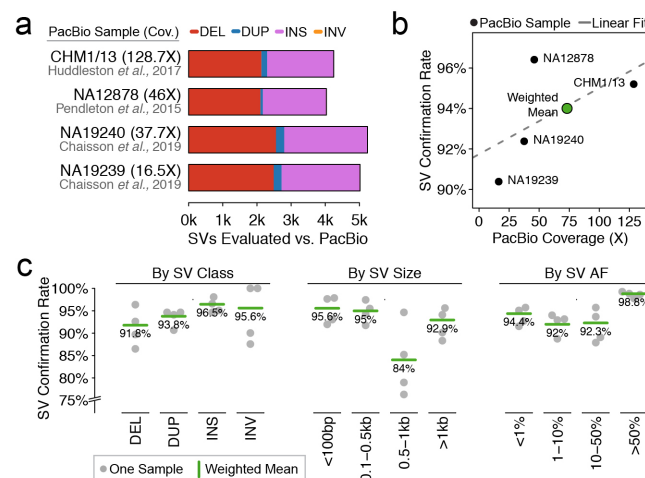 a
PacBio Sample (Cov.)
DEL DUP INS INV
CHM1/13 (128.7X)
Huddleston et al., 2017
NA12878 (46X)
Pendleton et al., 2015
NA19240 (37.7X)
Chaisson et al., 2019
NA19239 (16.5X)
Chaisson et al., 2019
0k 1k 2k 3k 4k 5k
SVs Evaluated vs. PacBio
b
PacBio Sample Linear Fit
SV Confirmation Rate
96%
94%
92%
90%
NA12878
CHM1/13
Weighted
Mean
NA19240
NA19239
0 25 50 75 100 125
PacBio Coverage (X)
c
By SV Class By SV Size By SV AF
SV Confirmation Rate
100%
95%
90%
85%
80%
75%
91.8% 93.8% 96.5% 95.6%
95.6% 95% 84% 92.9%
94.4% 92% 92.3% 98.8%
DEL DUP INS INV
<100bp 0.1–0.5kb 0.5–1kb >1kb
<1% 1–10% 10–50% >50%
One Sample Weighted Mean